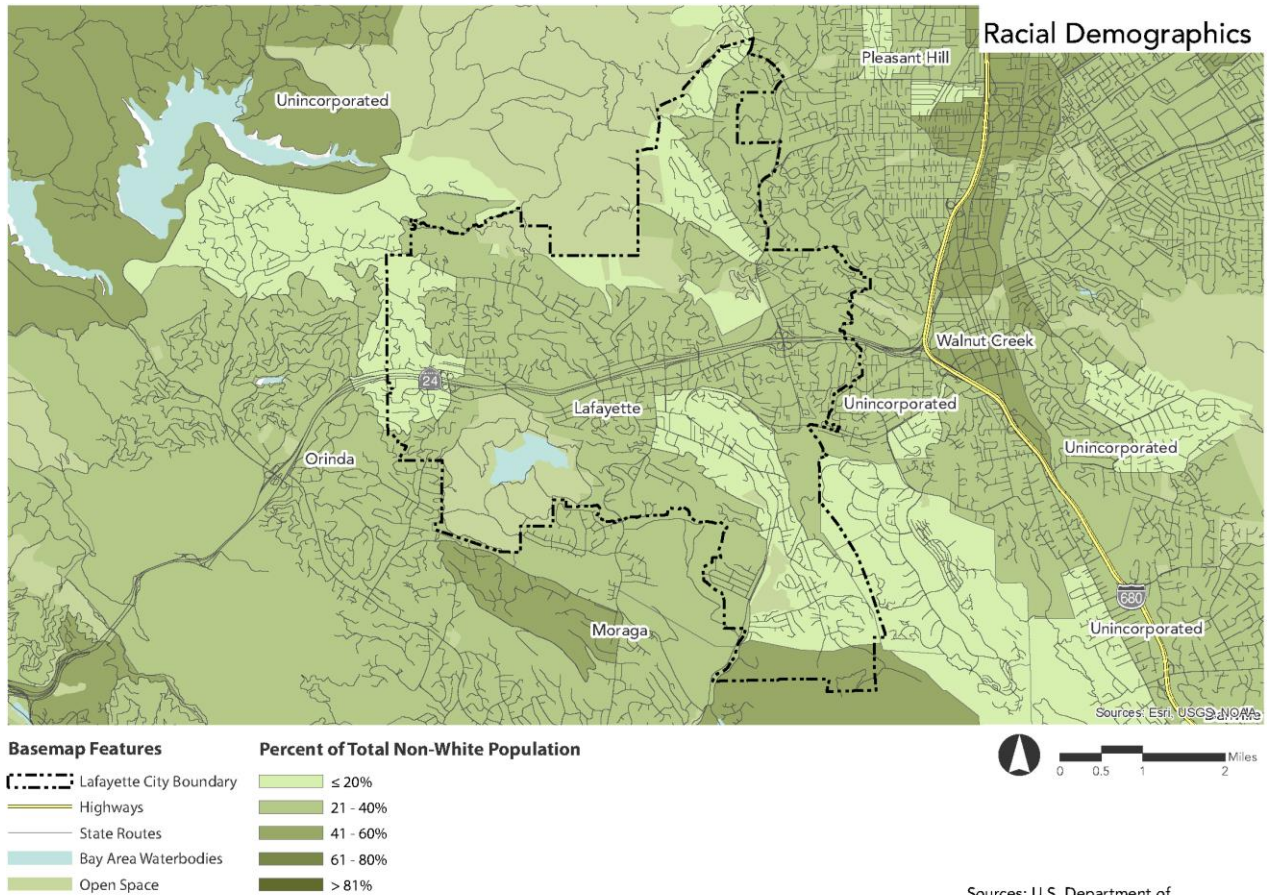 Racial Demographics
Pleasant Hill
Unincorporated
Walnut Creek
24
Lafayette
Unincorporated
Unincorporated
Orinda
680
Moraga
Unincorporated
Sources: Esri, USGS, NOAA
Basemap Features
Lafayette City Boundary
Highways
State Routes
Bay Area Waterbodies
Open Space
Percent of Total Non-White Population
≤ 20%
21 - 40%
41 - 60%
61 - 80%
> 81%
Miles
0 0.5 1 2
Sources: U.S. Department of